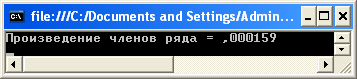 file:///C:/Documents and Settings/Admin...
Произведение членов ряда = ,000159